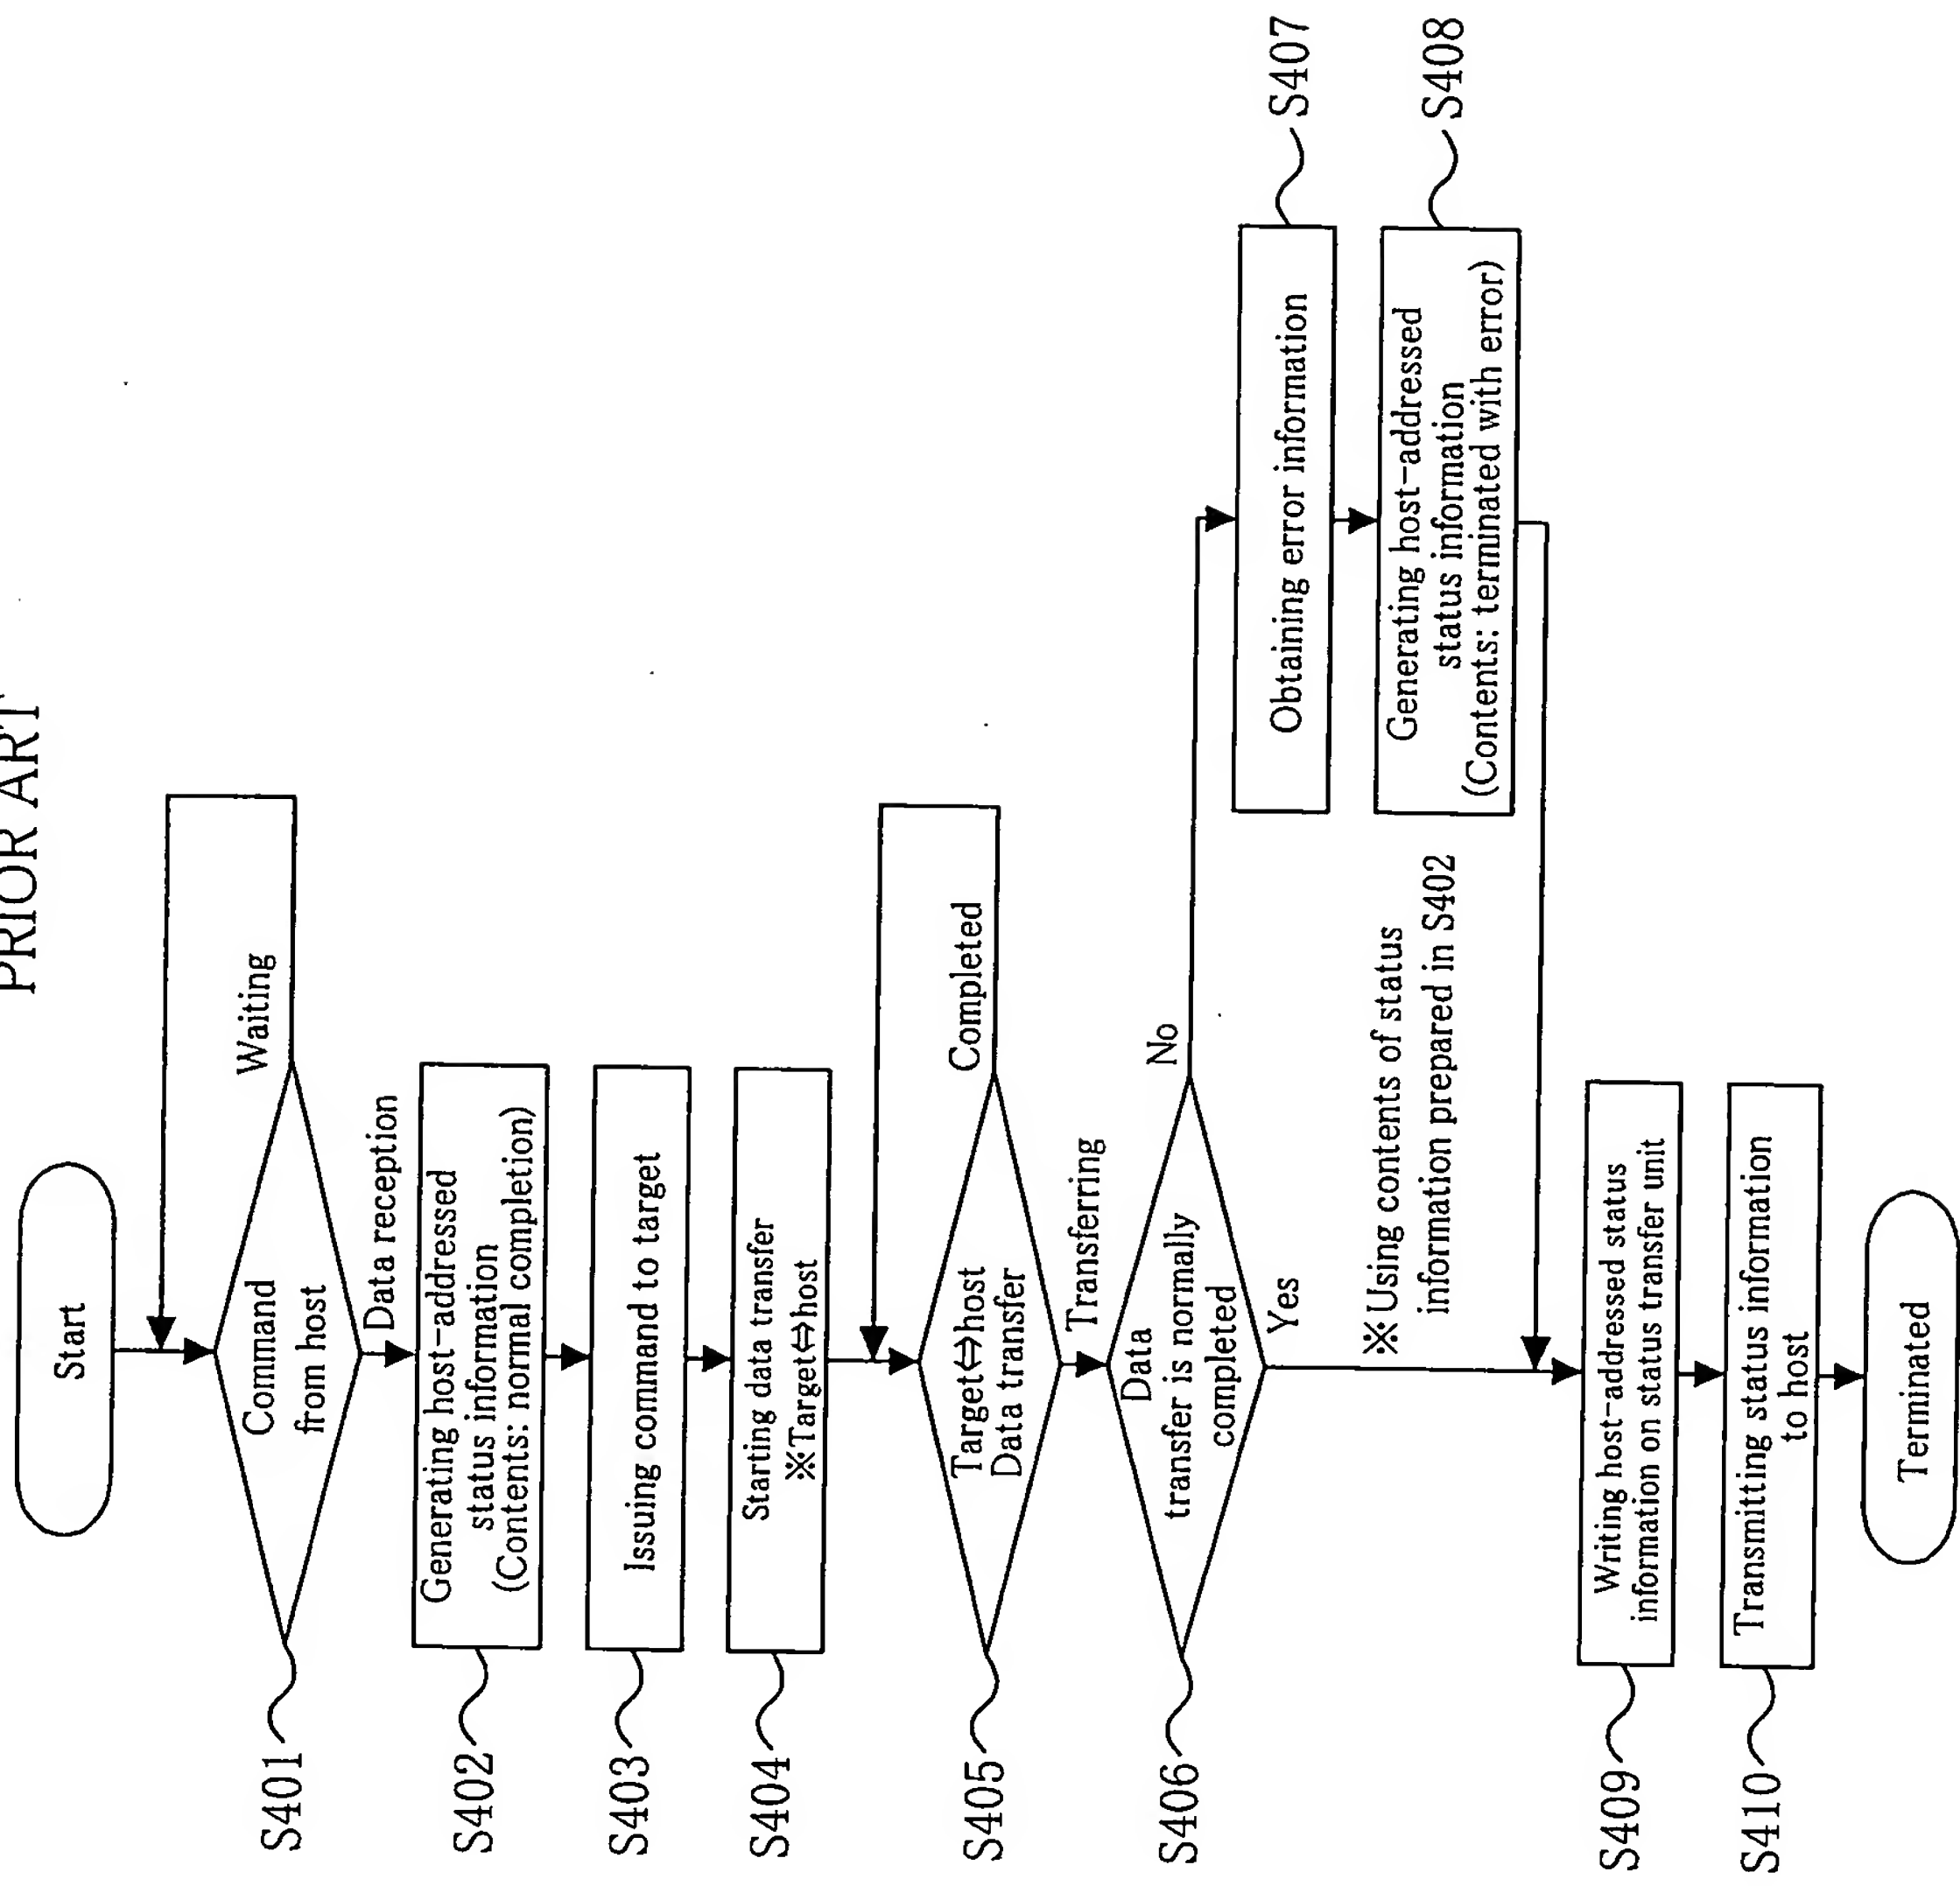 PRIOR ART
Start
Command
from host
Waiting
S401
Data reception
Generating host-addressed
status information
(Contents: normal completion)
S402
Issuing command to target
S403
Starting data transfer
※Target⇔host
S404
Target⇔host
Data transfer
Completed
S405
Transferring
Data
transfer is normally
completed
No
S406
Yes
Obtaining error information
S407
Generating host-addressed
status information
(Contents: terminated with error)
S408
※ Using contents of status
information prepared in S402
Writing host-addressed status
information on status transfer unit
S409
Transmitting status information
to host
S410
Terminated